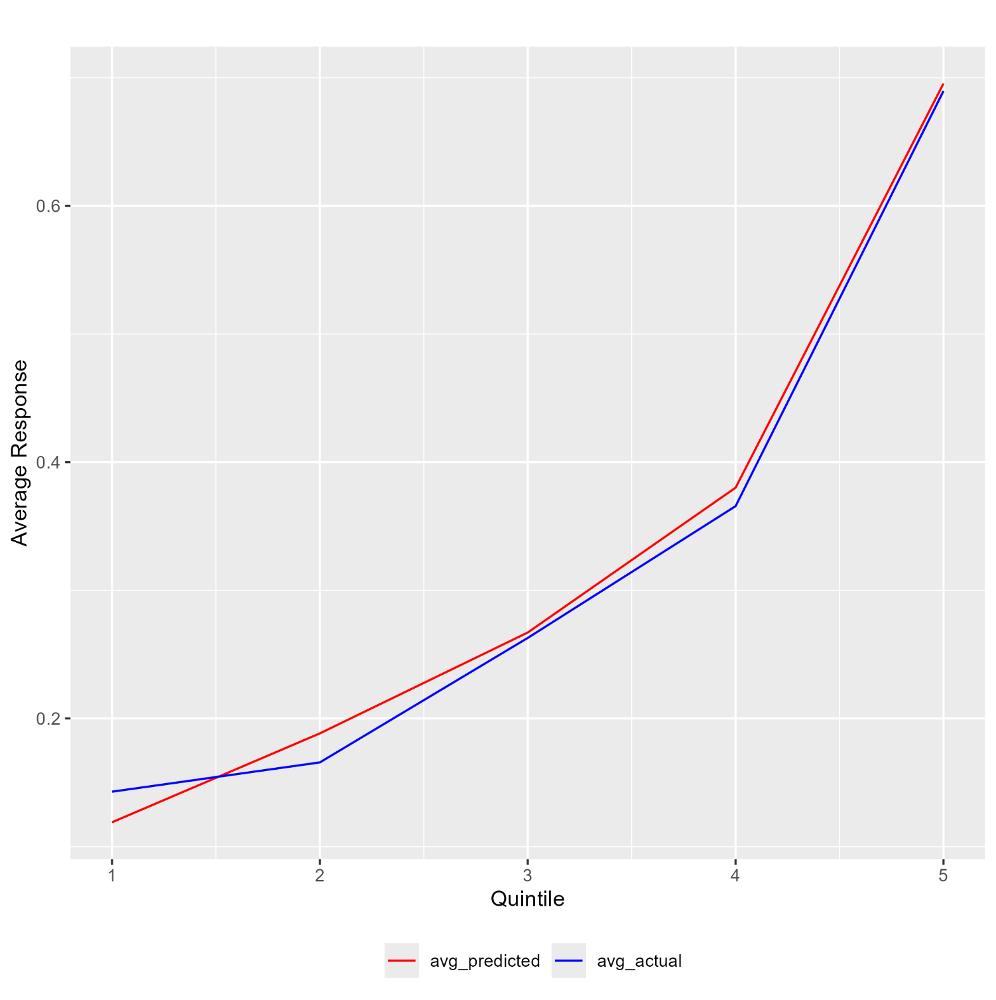 0.6
0.4
0.2
Average Response
1 2 3 4 5
Quintile
avg_predicted avg_actual